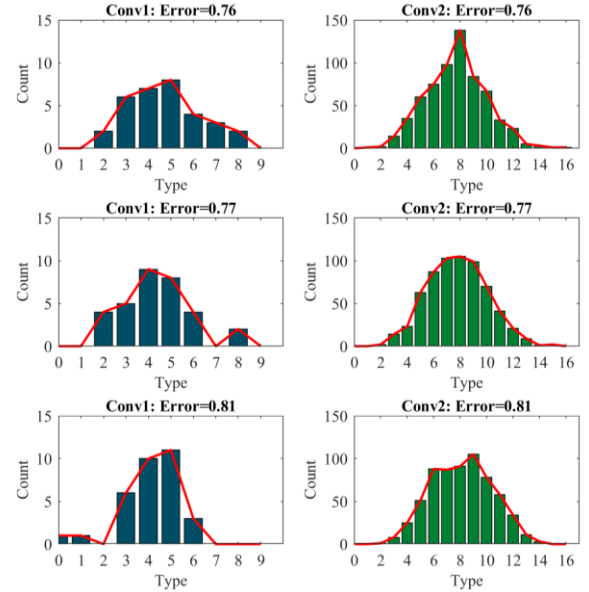 Conv1: Error=0.76
15
10
5
0
Count
0 1 2 3 4 5 6 7 8 9
Type
Conv2: Error=0.76
150
100
50
0
Count
0 2 4 6 8 10 12 14 16
Type
Conv1: Error=0.77
15
10
5
0
Count
0 1 2 3 4 5 6 7 8 9
Type
Conv2: Error=0.77
150
100
50
0
Count
0 2 4 6 8 10 12 14 16
Type
Conv1: Error=0.81
15
10
5
0
Count
0 1 2 3 4 5 6 7 8 9
Type
Conv2: Error=0.81
150
100
50
0
Count
0 2 4 6 8 10 12 14 16
Type